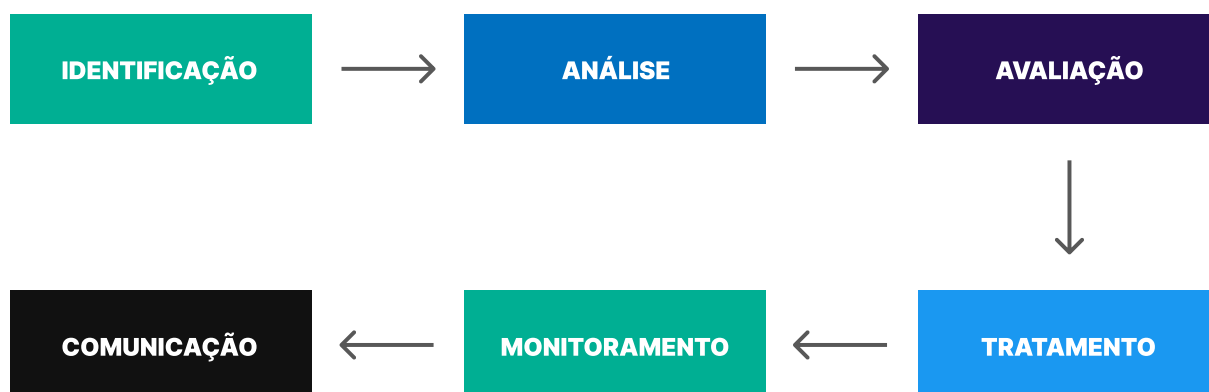 IDENTIFICAÇÃO
ANÁLISE
AVALIAÇÃO
TRATAMENTO
MONITORAMENTO
COMUNICAÇÃO